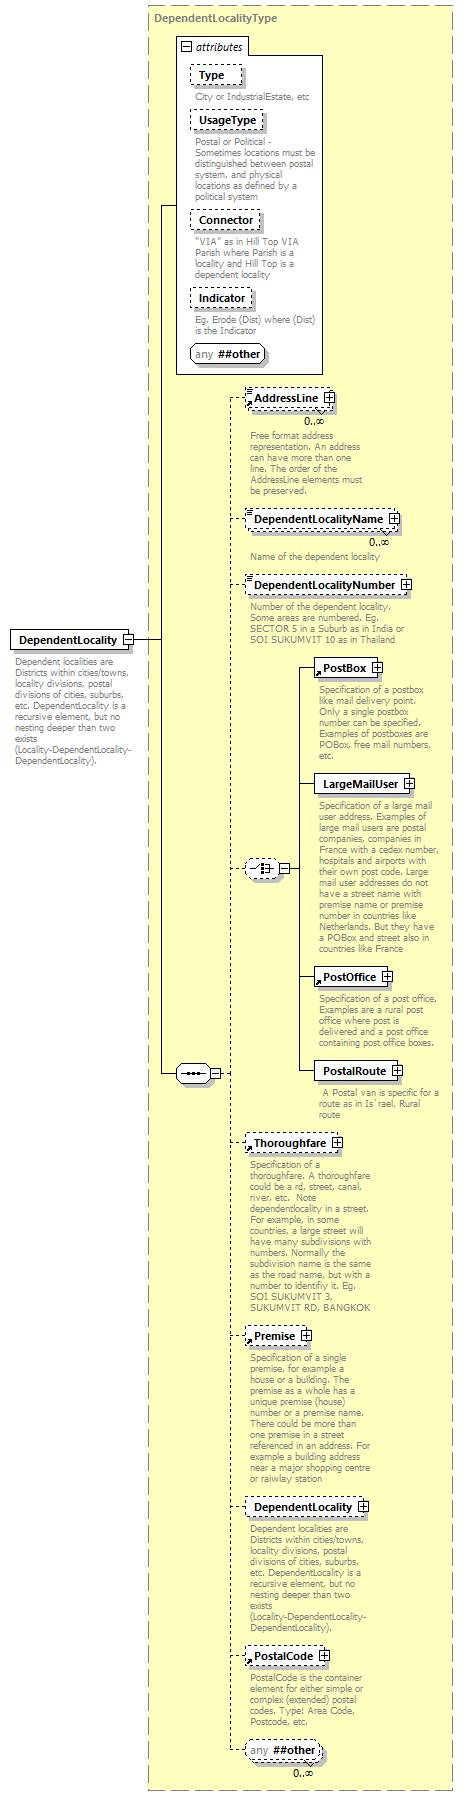 DependentLocalityType
attributes
Type
City or IndustrialEstate, etc
UsageType
Postal or Political -
Sometimes locations must be
distinguished between postal
system, and physical
locations as defined by a
political system
Connector
"VIA" as in Hill Top VIA
Parish where Parish is a
locality and Hill Top is a
dependent locality
Indicator
Eg. Erode (Dist) where (Dist)
is the Indicator
any ##other
AddressLine
0..∞
Free format address
representation. An address
can have more than one
line. The order of the
AddressLine elements must
be preserved.
DependentLocalityName
0..∞
Name of the dependent locality
DependentLocalityNumber
Number of the dependent locality.
Some areas are numbered. Eg.
SECTOR 5 in a Suburb as in India or
SOI SUKUMVIT 10 as in Thailand
DependentLocality
Dependent localities are
Districts within cities/towns,
locality divisions, postal
divisions of cities, suburbs,
etc. DependentLocality is a
recursive element, but no
nesting deeper than two
exists
(Locality-DependentLocality-
DependentLocality).
PostBox
Specification of a postbox
like mail delivery point.
Only a single postbox
number can be specified.
Examples of postboxes are
POBox, free mail numbers,
etc.
LargeMailUser
Specification of a large mail
user address. Examples of
large mail users are postal
companies, companies in
France with a cedex number,
hospitals and airports with
their own post code. Large
mail user addresses do not
have a street name with
premise name or premise
number in countries like
Netherlands. But they have
a POBox and street also in
countries like France
PostOffice
Specification of a post office.
Examples are a rural post
office where post is
delivered and a post office
containing post office boxes.
PostalRoute
A Postal van is specific for a
route as in Is`rael, Rural
route
Thoroughfare
Specification of a
thoroughfare. A thoroughfare
could be a rd, street, canal,
river, etc.  Note
dependentlocality in a street.
For example, in some
countries, a large street will
have many subdivisions with
numbers. Normally the
subdivision name is the same
as the road name, but with a
number to identifiy it. Eg.
SOI SUKUMVIT 3,
SUKUMVIT RD, BANGKOK
Premise
Specification of a single
premise, for example a
house or a building. The
premise as a whole has a
unique premise (house)
number or a premise name.
There could be more than
one premise in a street
referenced in an address. For
example a building address
near a major shopping centre
or raiwlay station
DependentLocality
Dependent localities are
Districts within cities/towns,
locality divisions, postal
divisions of cities, suburbs,
etc. DependentLocality is a
recursive element, but no
nesting deeper than two
exists
(Locality-DependentLocality-
DependentLocality).
PostalCode
PostalCode is the container
element for either simple or
complex (extended) postal
codes. Type: Area Code,
Postcode, etc.
any ##other
0..∞